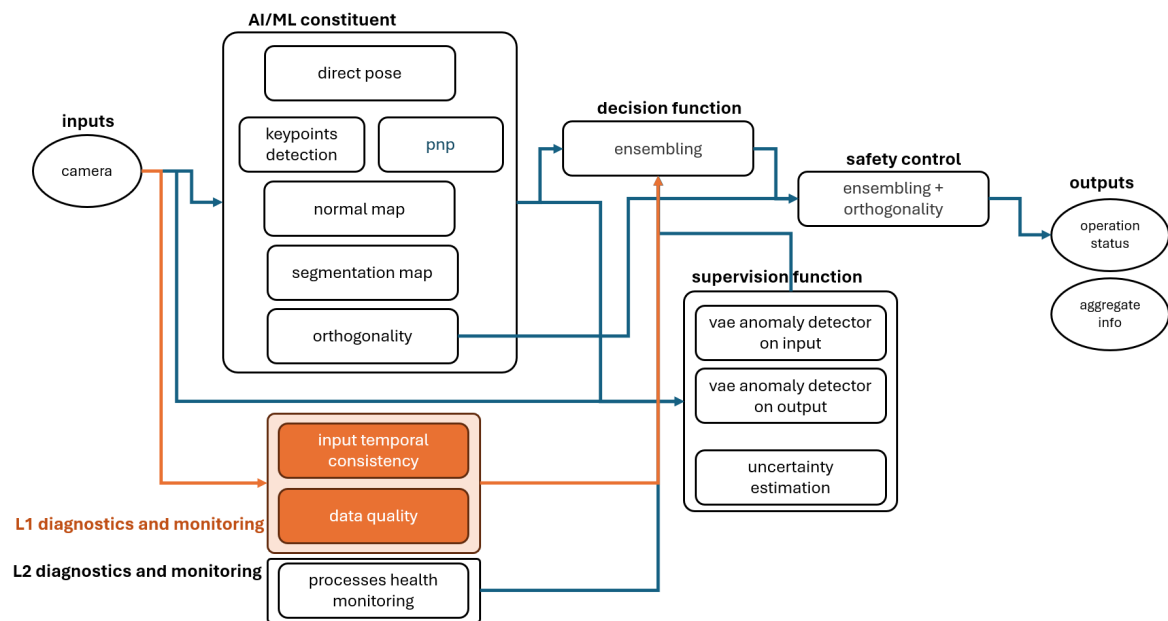 AI/ML constituent
direct pose
keypoints
detection
pnp
normal map
segmentation map
orthogonality
inputs
camera
decision function
ensembling
safety control
ensembling +
orthogonality
outputs
operation
status
aggregate
info
supervision function
vae anomaly detector
on input
vae anomaly detector
on output
uncertainty
estimation
input temporal
consistency
data quality
L1 diagnostics and monitoring
L2 diagnostics and monitoring
processes health
monitoring